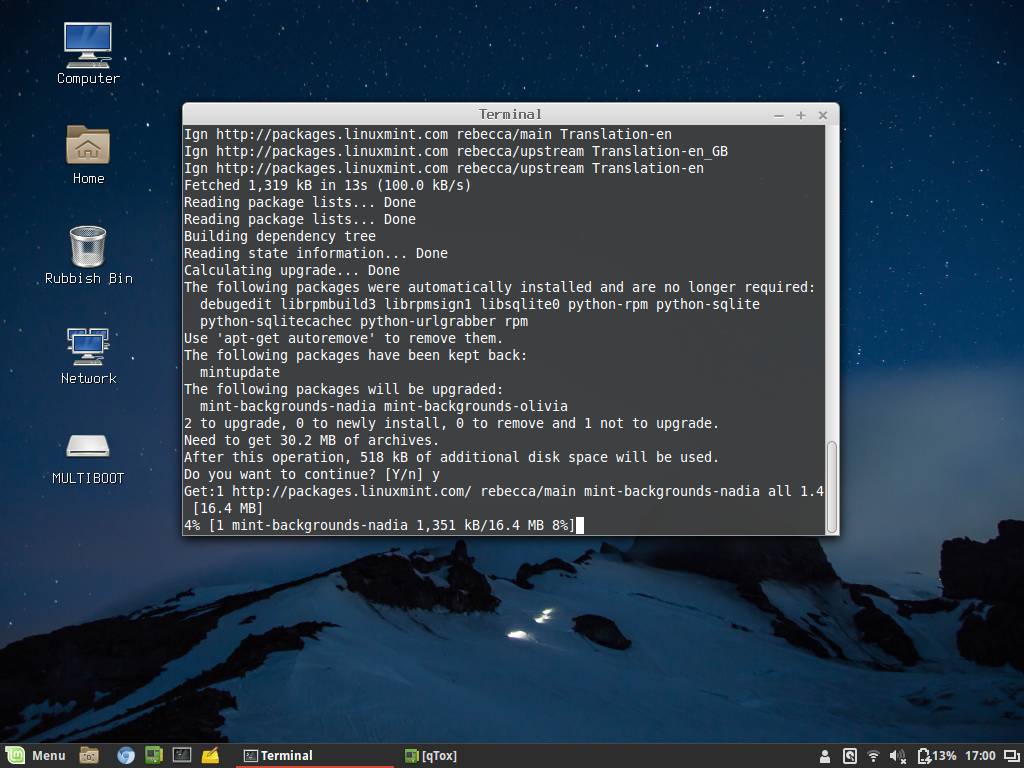 Computer
Home
Rubbish Bin
Network
MULTIBOOT
Terminal
Ign http://packages.linuxmint.com rebecca/main Translation-en
Ign http://packages.linuxmint.com rebecca/upstream Translation-en_GB
Ign http://packages.linuxmint.com rebecca/upstream Translation-en
Fetched 1,319 kB in 13s (100.0 kB/s)
Reading package lists... Done
Reading package lists... Done
Building dependency tree
Reading state information... Done
Calculating upgrade... Done
The following packages were automatically installed and are no longer required:
  debugedit librpmbuild3 librpmsign1 libsqlite0 python-rpm python-sqlite
  python-sqlitecachec python-urlgrabber rpm
Use 'apt-get autoremove' to remove them.
The following packages have been kept back:
  mintupdate
The following packages will be upgraded:
  mint-backgrounds-nadia mint-backgrounds-olivia
2 to upgrade, 0 to newly install, 0 to remove and 1 not to upgrade.
Need to get 30.2 MB of archives.
After this operation, 518 kB of additional disk space will be used.
Do you want to continue? [Y/n] y
Get:1 http://packages.linuxmint.com/ rebecca/main mint-backgrounds-nadia all 1.4
 [16.4 MB]
4% [1 mint-backgrounds-nadia 1,351 kB/16.4 MB 8%]
Menu
Terminal
[qTox]
13%
17:00